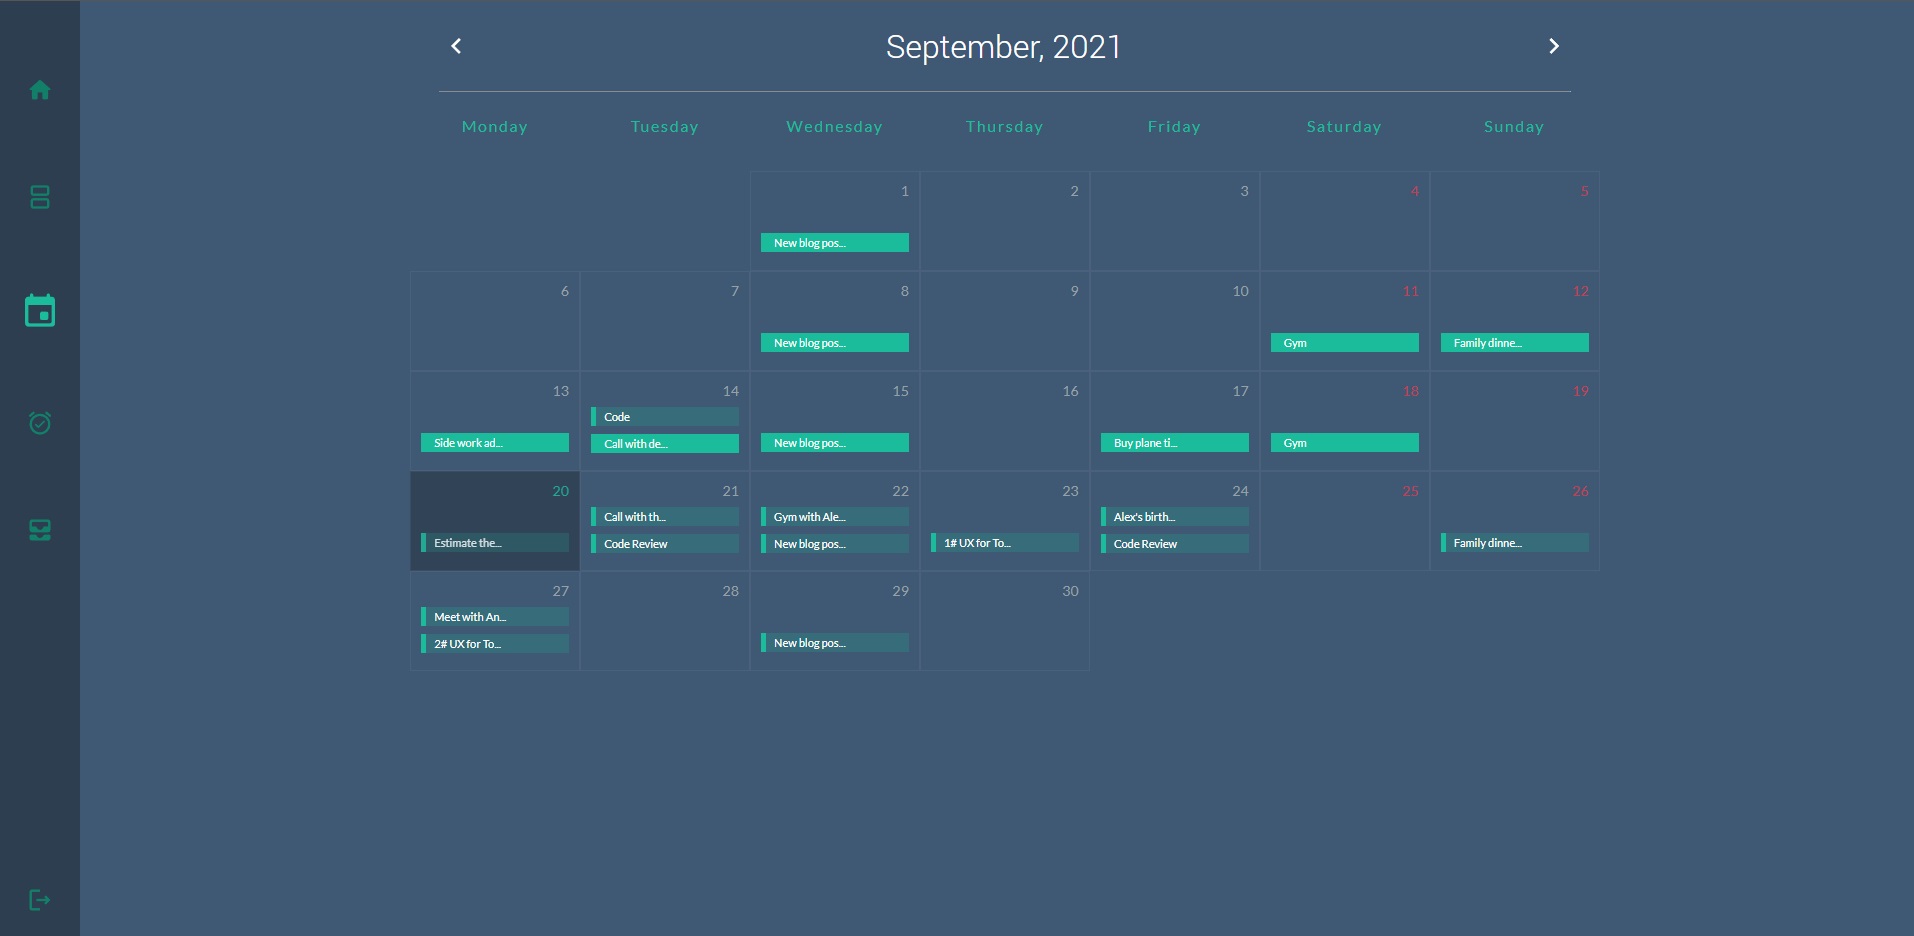 September, 2021
Monday Tuesday Wednesday Thursday Friday Saturday Sunday
1 2 3 4 5
New blog pos...
6 7 8 9 10 11 12
New blog pos... Gym Family dinne...
13 14 15 16 17 18 19
Code
Side work ad... Call with de... New blog pos... Buy plane ti... Gym
20 21 22 23 24 25 26
Call with th... Gym with Ale... Alex's birth...
Estimate the... Code Review New blog pos... 1# UX for To... Code Review Family dinne...
27 28 29 30
Meet with An...
2# UX for To... New blog pos...